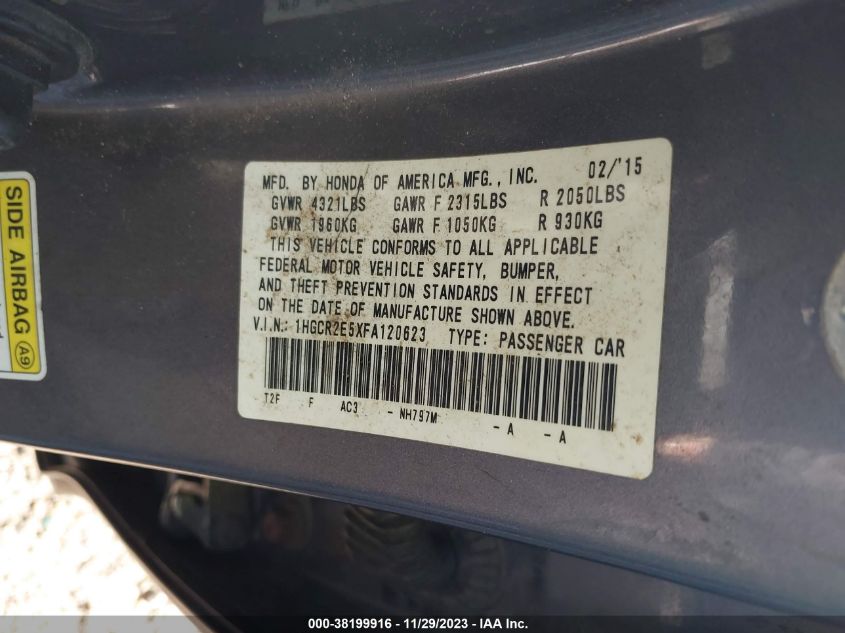 MFD. BY HONDA OF AMERICA MFG., INC. 02/'15
GVWR 4321LBS GAWR F 2315LBS R 2050LBS
GVWR 1960KG GAWR F 1050KG R 930KG
THIS VEHICLE CONFORMS TO ALL APPLICABLE
FEDERAL MOTOR VEHICLE SAFETY, BUMPER,
AND THEFT PREVENTION STANDARDS IN EFFECT
ON THE DATE OF MANUFACTURE SHOWN ABOVE.
V.I.N.: 1HGCR2E5XFA120623 TYPE: PASSENGER CAR
T2F F AC3 - NH797M - A - A
SIDE AIRBAG A9
000-38199916 - 11/29/2023 - IAA Inc.